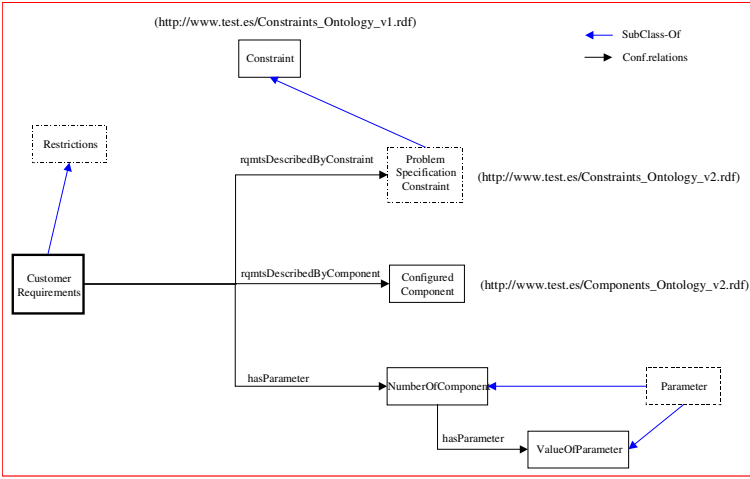 (http://www.test.es/Constraints_Ontology_v1.rdf)
SubClass-Of
Constraint
Conf.relations
Restrictions
rqmtsDescribedByConstraint
Problem
Specification
Constraint
(http://www.test.es/Constraints_Ontology_v2.rdf)
Customer
Requirements
rqmtsDescribedByComponent
Configured
Component
(http://www.test.es/Components_Ontology_v2.rdf)
hasParameter
NumberOfComponent
Parameter
hasParameter
ValueOfParameter